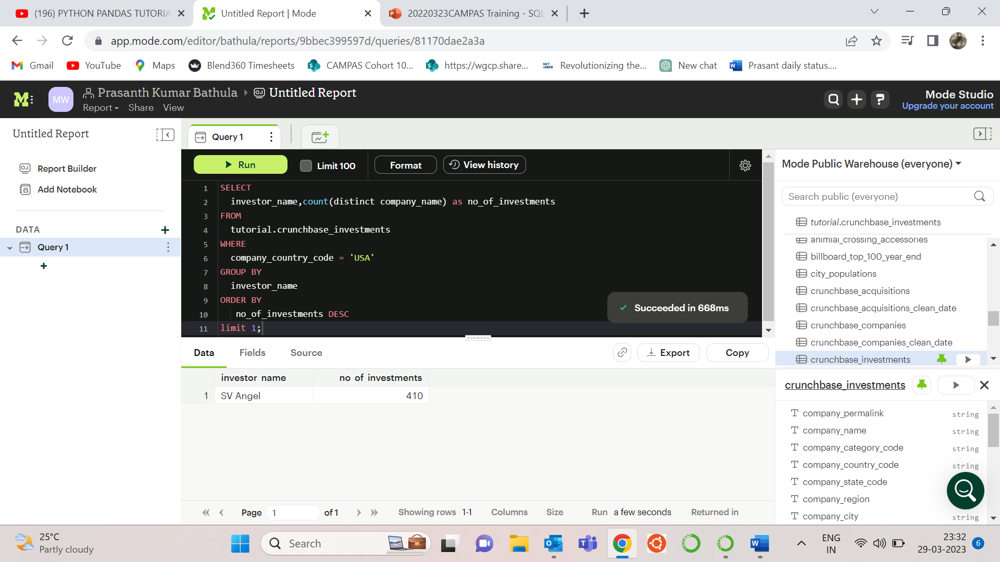 (196) PYTHON PANDAS TUTORIA
Untitled Report | Mode
20220323CAMPAS Training - SQL
app.mode.com/editor/bathula/reports/9bbec399597d/queries/81170dae2a3a
Gmail YouTube Maps Blend360 Timesheets CAMPAS Cohort 10... https://wgcp.share... Revolutionizing the... New chat Prasant daily status....
MW
Prasanth Kumar Bathula
Untitled Report
Report Share View
Mode Studio
Upgrade your account
Untitled Report
Report Builder
Add Notebook
DATA
Query 1
Query 1
Run
Limit 100
Format
View history
1 SELECT
2 investor_name,count(distinct company_name) as no_of_investments
3 FROM
4 tutorial.crunchbase_investments
5 WHERE
6 company_country_code = 'USA'
7 GROUP BY
8 investor_name
9 ORDER BY
10 no_of_investments DESC
11 limit 1;
Succeeded in 668ms
Data Fields Source
Export
Copy
investor name no of investments
1 SV Angel 410
Page 1 of 1
Showing rows 1-1
Columns
Size
Run a few seconds
Returned in
Mode Public Warehouse (everyone)
Search public (everyone)
tutorial.crunchbase_investments
animial_crossing_accessories
billboard_top_100_year_end
city_populations
crunchbase_acquisitions
crunchbase_acquisitions_clean_date
crunchbase_companies
crunchbase_companies_clean_date
crunchbase_investments
crunchbase_investments
company_permalink string
company_name string
company_category_code string
company_country_code string
company_state_code
company_region
company_city string
25°C
Partly cloudy
Search
ENG
IN
23:32
29-03-2023
6